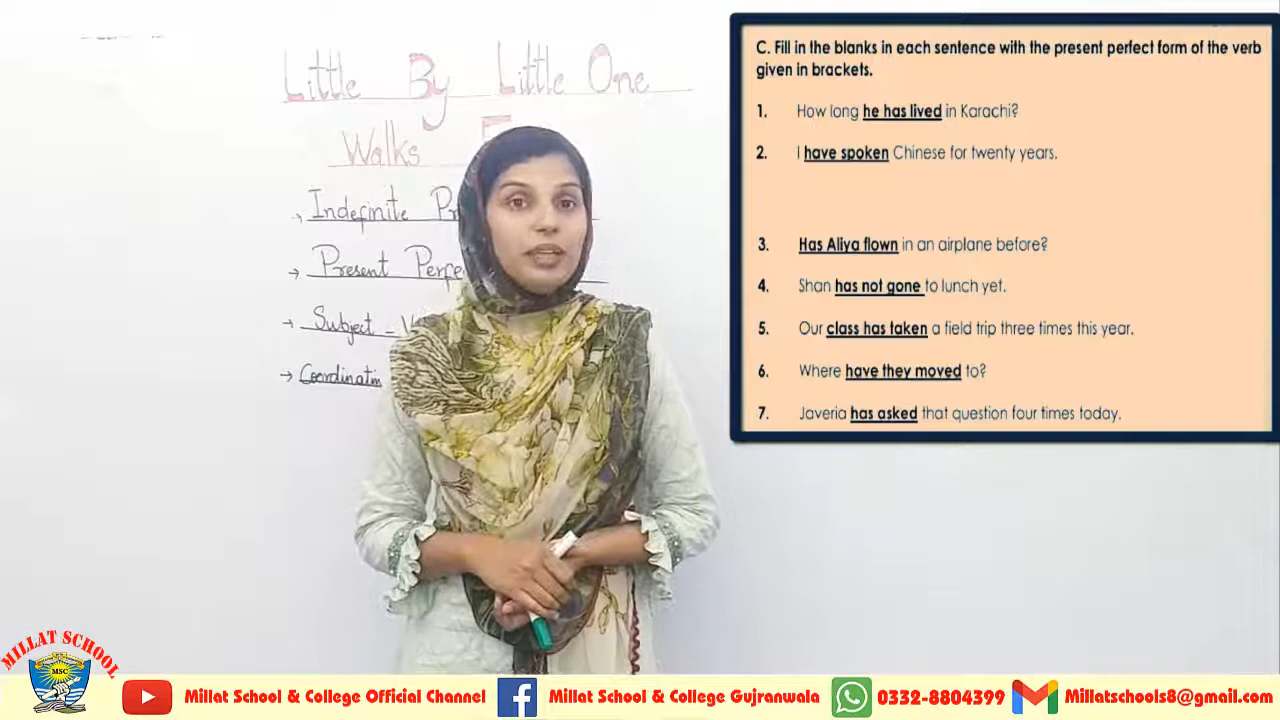 Little By Little One
Walks
→ Indefinite
→ Present
→ Subject -
→ Coordinatin
C. Fill in the blanks in each sentence with the present perfect form of the verb
given in brackets.
1. How long he has lived in Karachi?
2. I have spoken Chinese for twenty years.
3. Has Aliya flown in an airplane before?
4. Shan has not gone to lunch yet.
5. Our class has taken a field trip three times this year.
6. Where have they moved to?
7. Javeria has asked that question four times today.
MILLAT SCHOOL
MSC
Millat School & College Official Channel Millat School & College Gujranwala 0332-8804399 Millatschools8@gmail.com